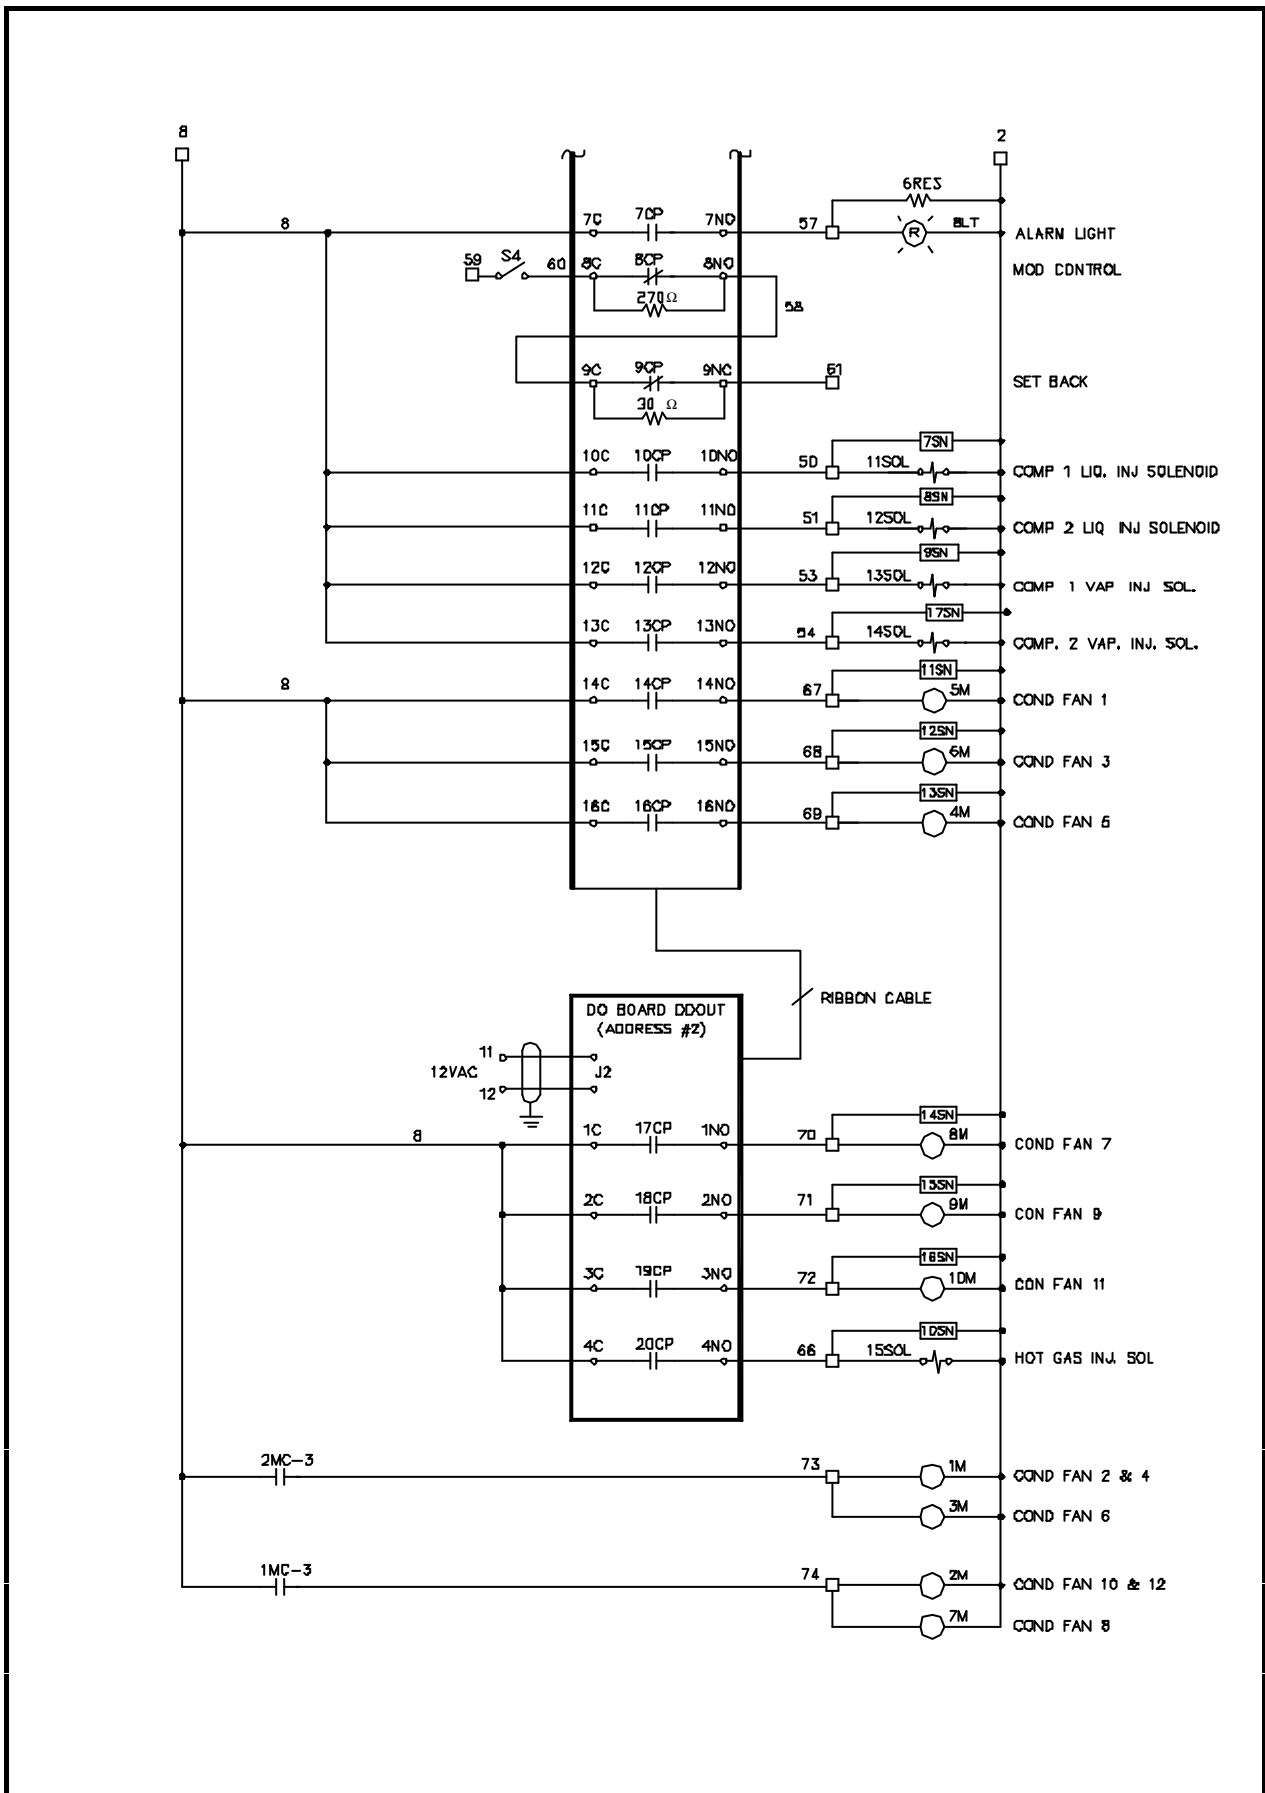 8 2
6RES
8 7C 7CP 7NO 57 R 8LT ALARM LIGHT
59 S4 60 8C 8CP 8NO MOD CONTROL
270 Ω 58
9C 9CP 9NC 61 SET BACK
30 Ω
7SN
10C 10CP 10NO 50 11SOL COMP 1 LIQ. INJ SOLENOID
8SN
11C 11CP 11NO 51 12SOL COMP 2 LIQ INJ SOLENOID
9SN
12C 12CP 12NO 53 13SOL COMP 1 VAP INJ SOL.
17SN
13C 13CP 13NO 54 14SOL COMP. 2 VAP. INJ. SOL.
11SN
8 14C 14CP 14NO 67 5M COND FAN 1
12SN
15C 15CP 15NO 68 6M COND FAN 3
13SN
16C 16CP 16NO 69 4M COND FAN 5
RIBBON CABLE
DO BOARD DDXOUT
(ADDRESS #2)
11
12VAC J2
12
14SN
8 1C 17CP 1NO 70 8M COND FAN 7
15SN
2C 18CP 2NO 71 9M CON FAN 9
16SN
3C 19CP 3NO 72 10M CON FAN 11
10SN
4C 20CP 4NO 66 15SOL HOT GAS INJ. SOL
2MC-3 73 1M COND FAN 2 & 4
3M COND FAN 6
1MC-3 74 2M COND FAN 10 & 12
7M COND FAN 8